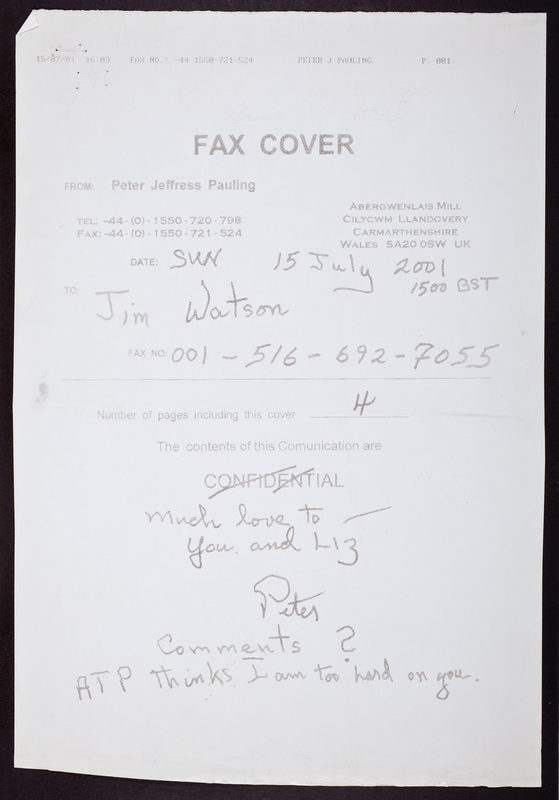 15/07/01 16:03 FAX NO.: -44-1550-721-524 PETER J PAULING P. 001
FAX COVER
FROM: Peter Jeffress Pauling
TEL: -44-(0)-1550-720-798
FAX: -44-(0)-1550-721-524
ABERGWENLAIS MILL
CILYCWM LLANDOVERY
CARMARTHENSHIRE
WALES SA20 0SW UK
DATE: SUN 15 July 2001
1500 BST
TO: Jim Watson
FAX NO: 001-516-692-7055
Number of pages including this cover 4
The contents of this Comunication are
CONFIDENTIAL
Much love to —
You and LIZ
Peter
Comments ?
ATP thinks I am too hard on you.